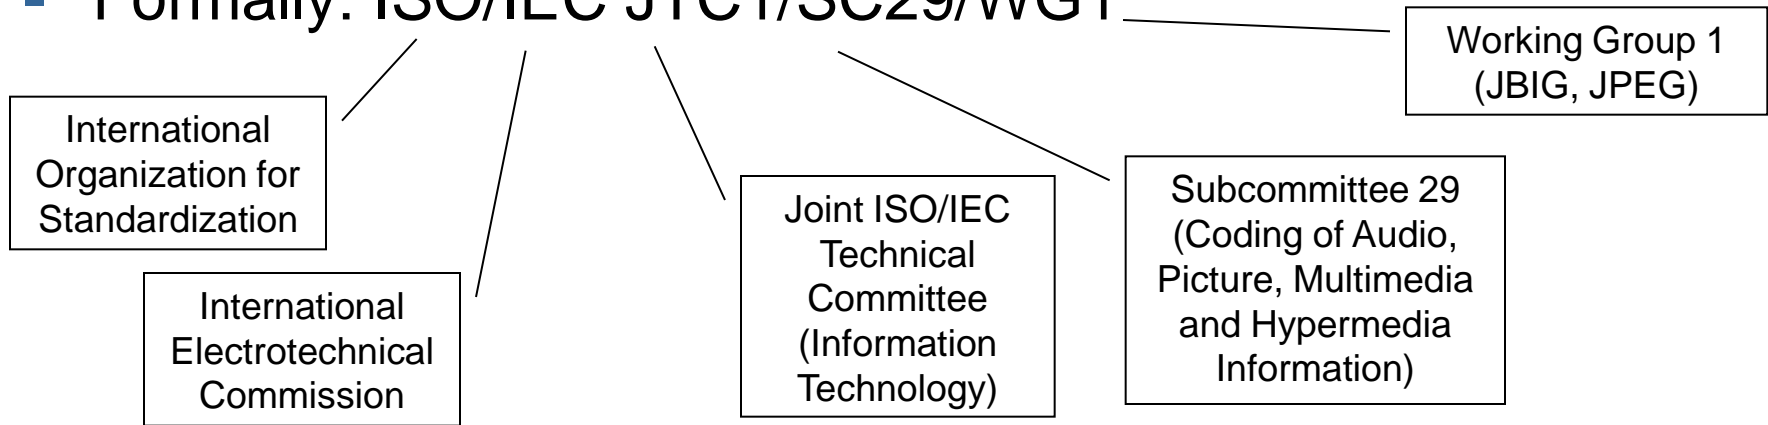 ▪ Formally: ISO/IEC JTC1/SC29/WG1
Working Group 1
(JBIG, JPEG)
International
Organization for
Standardization
International
Electrotechnical
Commission
Joint ISO/IEC
Technical
Committee
(Information
Technology)
Subcommittee 29
(Coding of Audio,
Picture, Multimedia
and Hypermedia
Information)